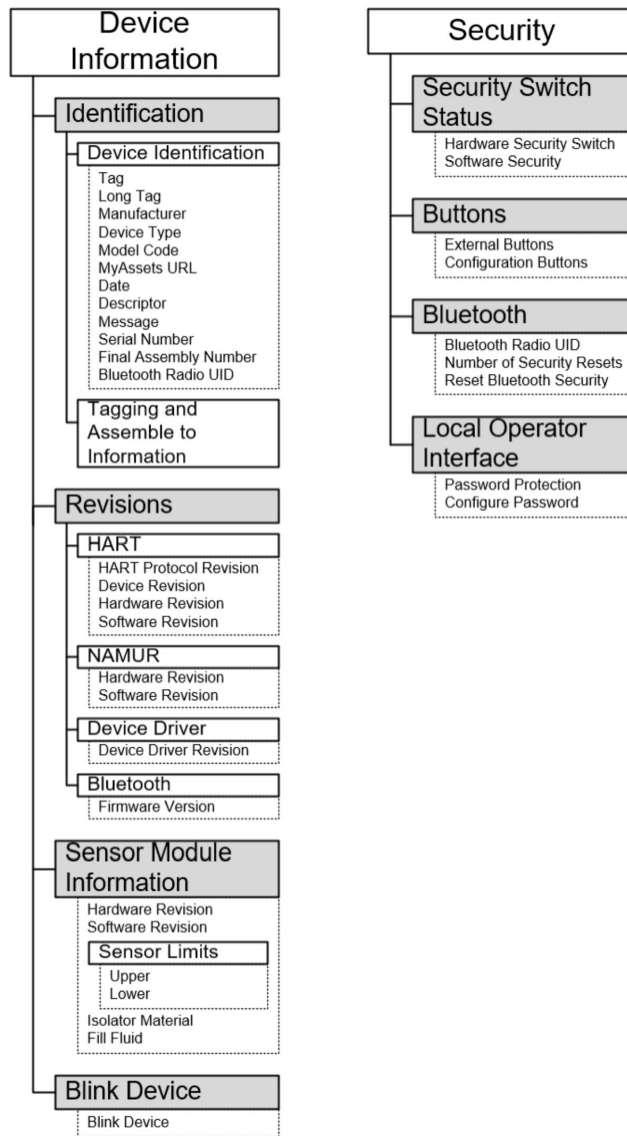 Device
Information
Identification
Device Identification
Tag
Long Tag
Manufacturer
Device Type
Model Code
MyAssets URL
Date
Descriptor
Message
Serial Number
Final Assembly Number
Bluetooth Radio UID
Tagging and
Assemble to
Information
Revisions
HART
HART Protocol Revision
Device Revision
Hardware Revision
Software Revision
NAMUR
Hardware Revision
Software Revision
Device Driver
Device Driver Revision
Bluetooth
Firmware Version
Sensor Module
Information
Hardware Revision
Software Revision
Sensor Limits
Upper
Lower
Isolator Material
Fill Fluid
Blink Device
Blink Device
Security
Security Switch
Status
Hardware Security Switch
Software Security
Buttons
External Buttons
Configuration Buttons
Bluetooth
Bluetooth Radio UID
Number of Security Resets
Reset Bluetooth Security
Local Operator
Interface
Password Protection
Configure Password